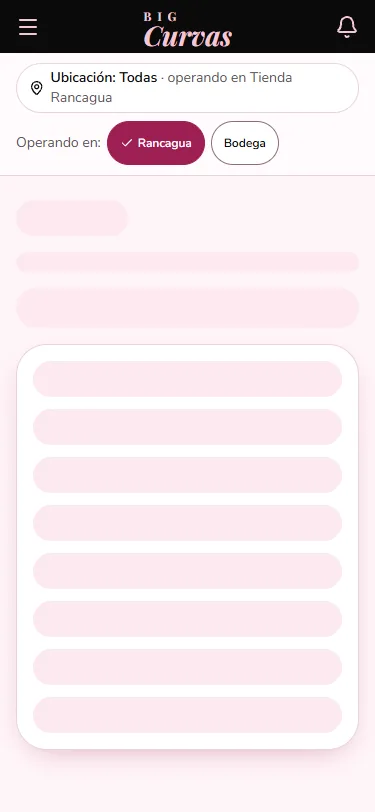 BIG
Curvas
Ubicación: Todas · operando en Tienda
Rancagua
Operando en: Rancagua Bodega